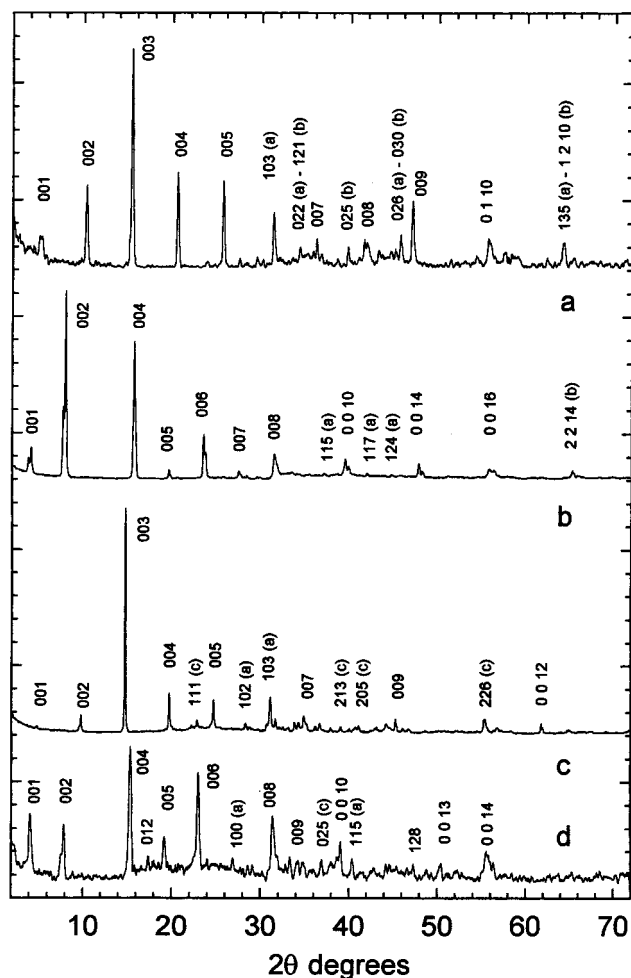 003
001
002
004
005
103 (a)
022 (a) - 121 (b)
007
025 (b)
008
026 (a) - 030 (b)
009
0 1 10
135 (a) - 1 2 10 (b)
a
001
002
004
005
006
007
008
115 (a)
0 0 10
117 (a)
124 (a)
0 0 14
0 0 16
2 2 14 (b)
b
001
002
003
004
111 (c)
005
102 (a)
103 (a)
007
213 (c)
205 (c)
009
226 (c)
0 0 12
c
001
002
004
012
005
006
100 (a)
008
009
025 (c)
0 0 10
115 (a)
128
0 0 13
0 0 14
d
10 20 30 40 50 60 70
2θ degrees